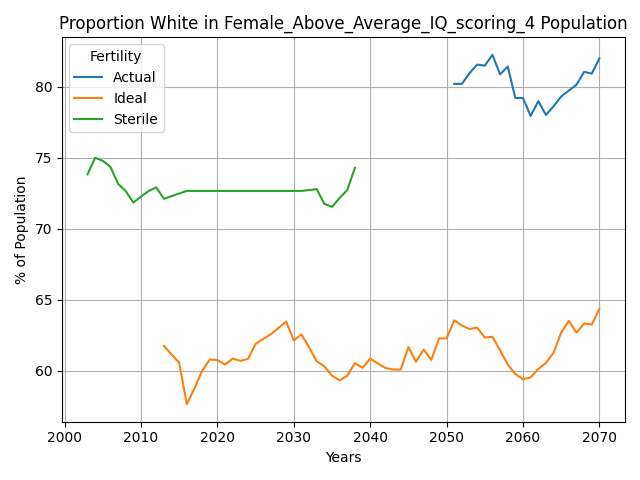 Proportion White in Female_Above_Average_IQ_scoring_4 Population
Fertility
Actual
Ideal
Sterile
% of Population
80
75
70
65
60
2000 2010 2020 2030 2040 2050 2060 2070
Years